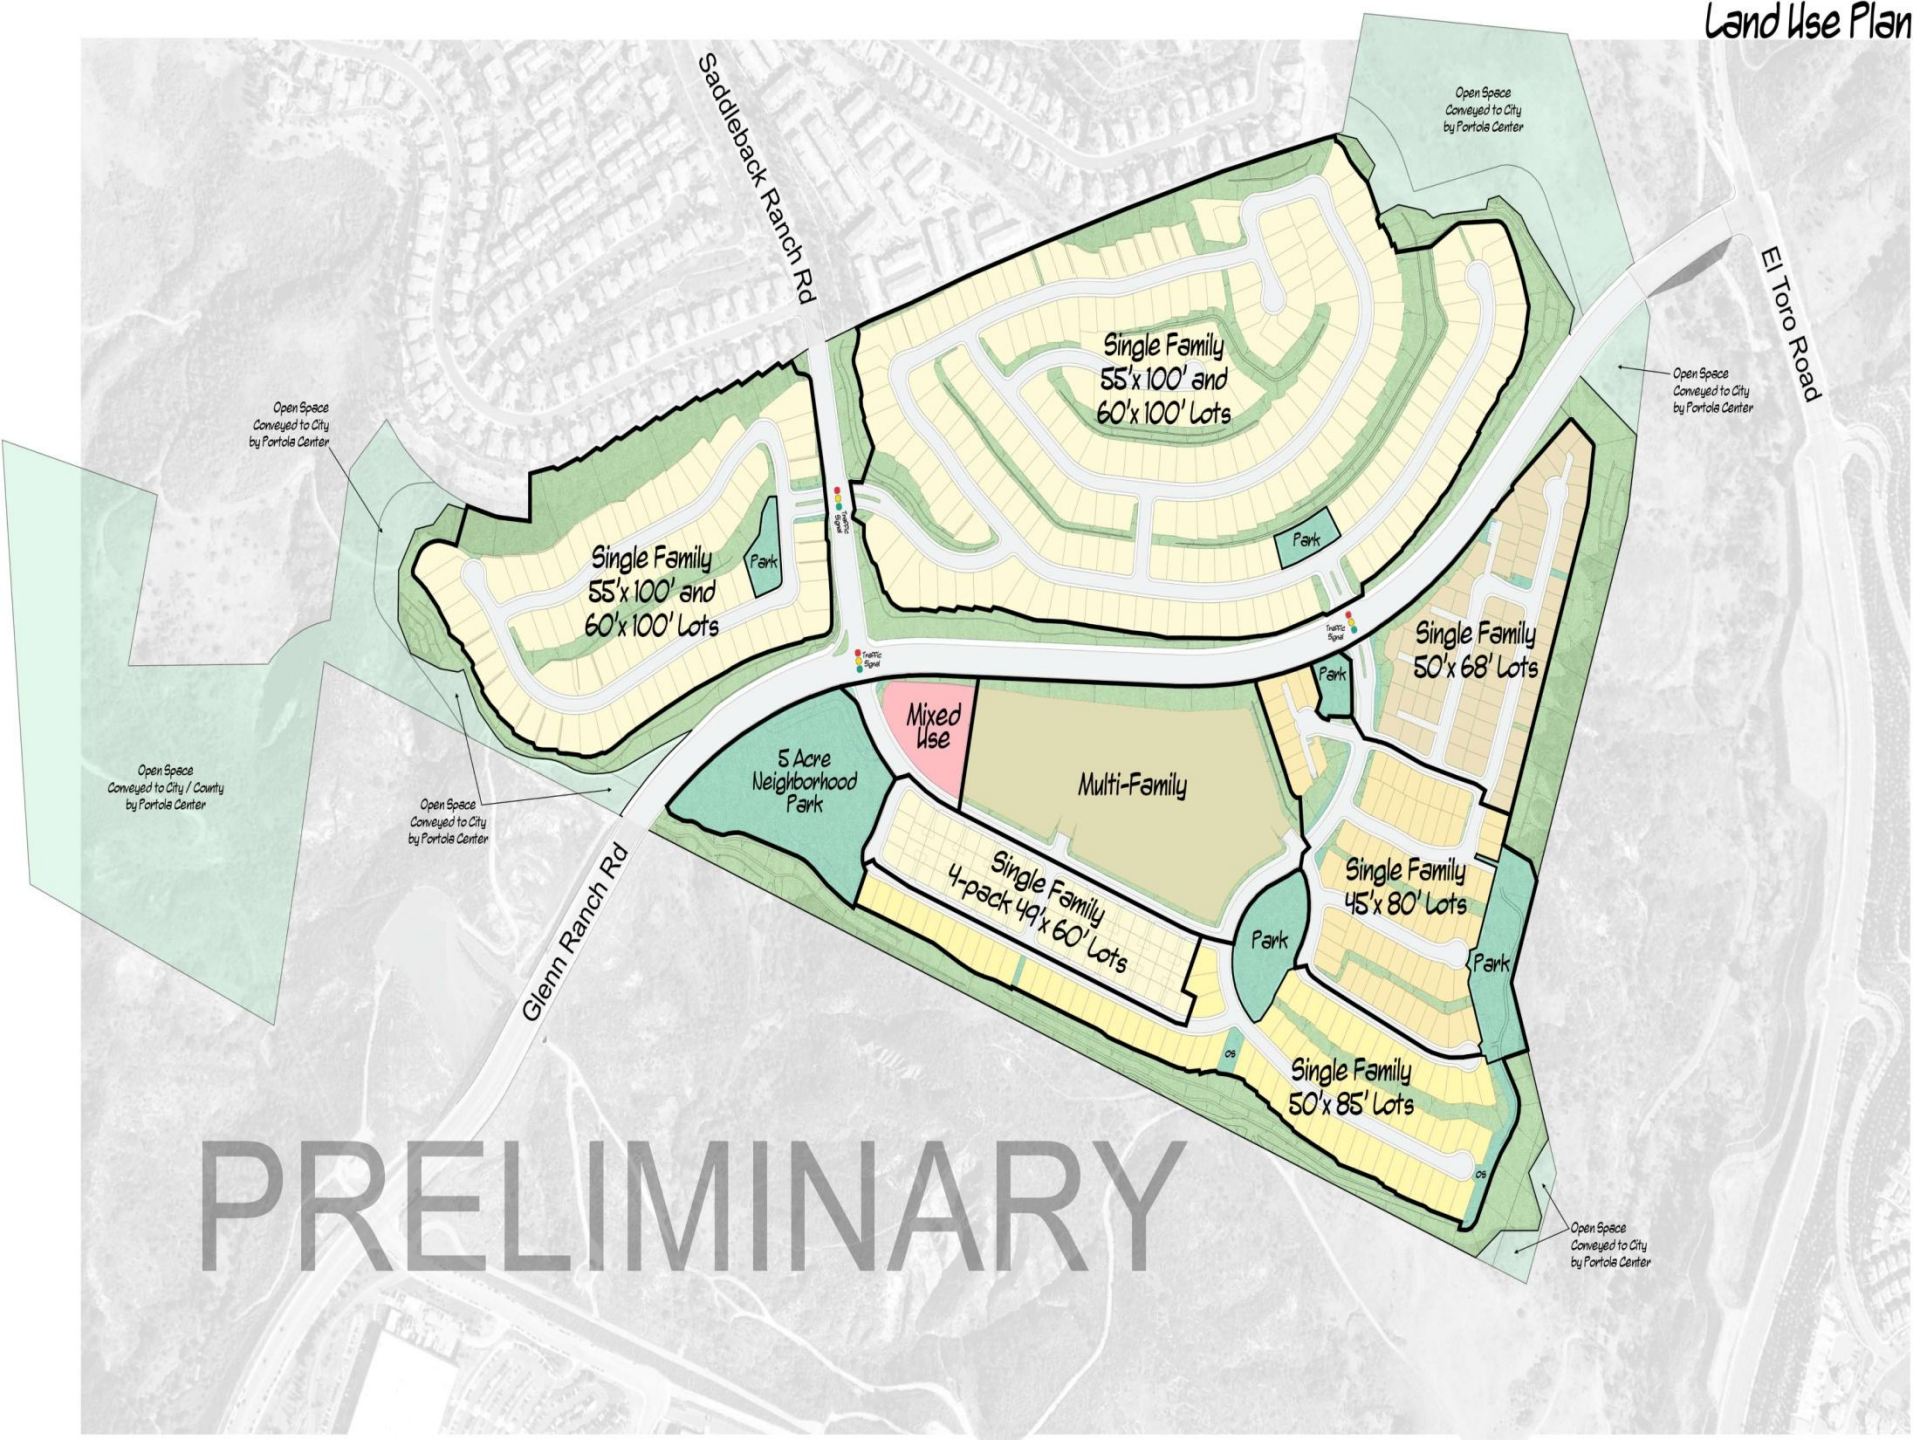 Land Use Plan
Saddleback Ranch Rd
Open Space
Conveyed to City
by Portola Center
El Toro Road
Single Family
55'x 100' and
60'x 100' Lots
Open Space
Conveyed to City
by Portola Center
Open Space
Conveyed to City
by Portola Center
Traffic
Signal
Park
Single Family
55'x 100' and
60'x 100' Lots
Park
Traffic
Signal
Single Family
50'x 68' Lots
Traffic
Signal
Park
Mixed
Use
5 Acre
Neighborhood
Park
Multi-Family
Open Space
Conveyed to City / County
by Portola Center
Open Space
Conveyed to City
by Portola Center
Glenn Ranch Rd
Single Family
4-pack 49'x 60' Lots
Single Family
45'x 80' Lots
Park
Park
OS
Single Family
50'x 85' Lots
OS
PRELIMINARY
Open Space
Conveyed to City
by Portola Center